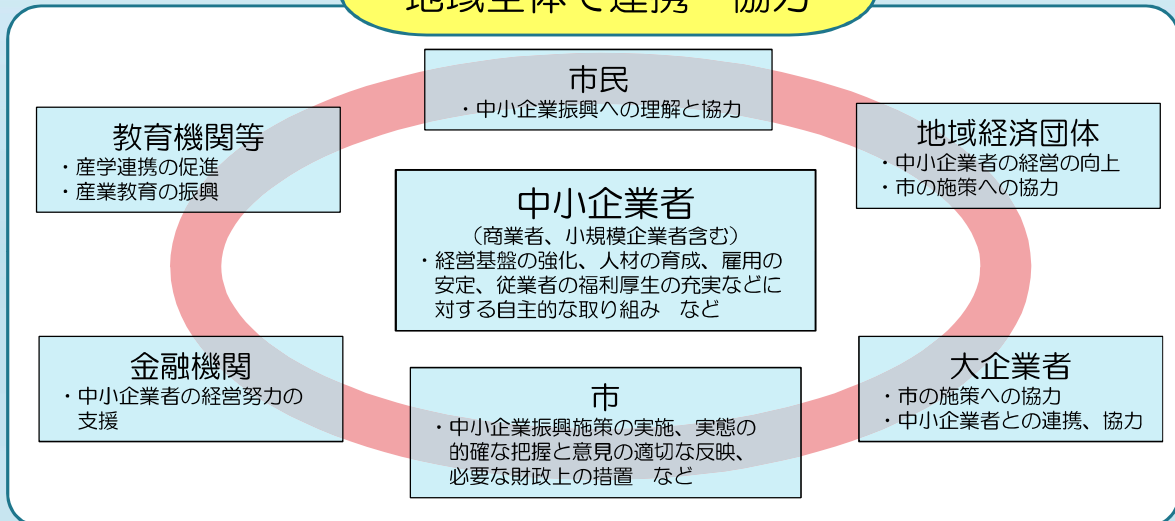 地域全体で連携・協力
市民
・中小企業振興への理解と協力
教育機関等
・産学連携の促進
・産業教育の振興
地域経済団体
・中小企業者の経営の向上
・市の施策への協力
中小企業者
（商業者、小規模企業者含む）
・経営基盤の強化、人材の育成、雇用の
安定、従業者の福利厚生の充実などに
対する自主的な取り組み　など
金融機関
・中小企業者の経営努力の
支援
市
・中小企業振興施策の実施、実態の
的確な把握と意見の適切な反映、
必要な財政上の措置　など
大企業者
・市の施策への協力
・中小企業者との連携、協力